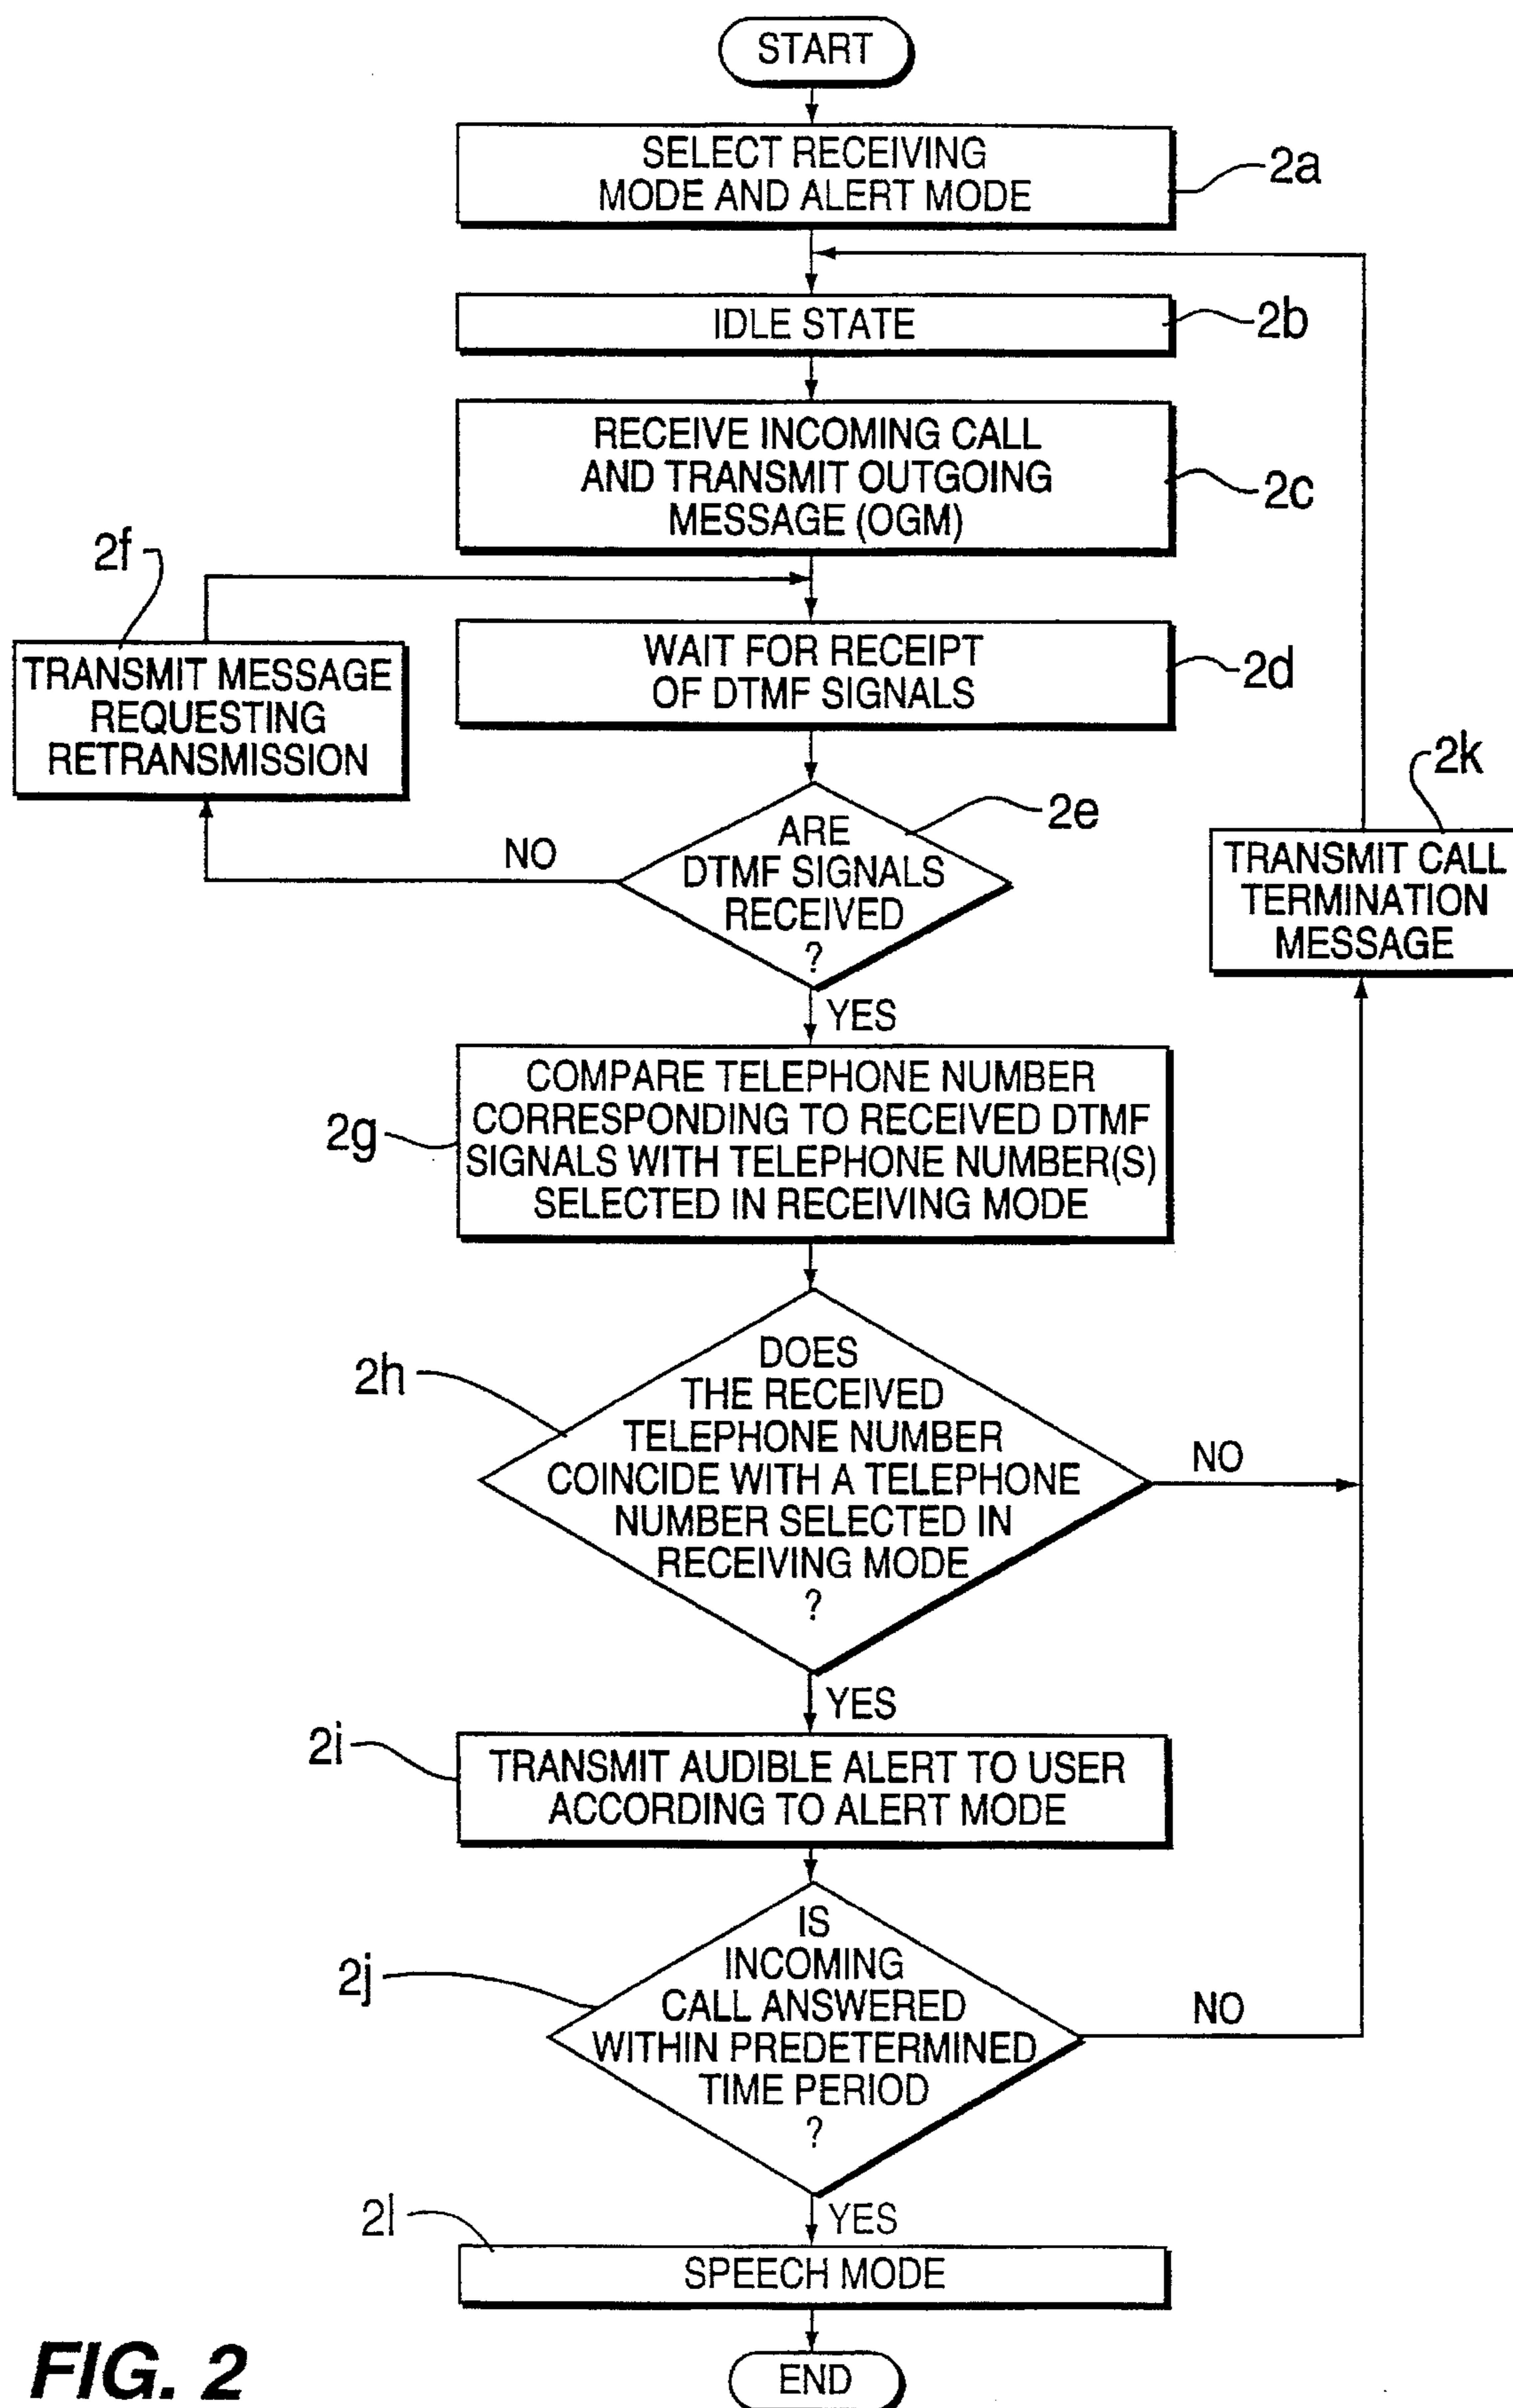 START
SELECT RECEIVING
MODE AND ALERT MODE
2a
IDLE STATE
2b
RECEIVE INCOMING CALL
AND TRANSMIT OUTGOING
MESSAGE (OGM)
2c
2f
TRANSMIT MESSAGE
REQUESTING
RETRANSMISSION
WAIT FOR RECEIPT
OF DTMF SIGNALS
2d
2e
ARE
DTMF SIGNALS
RECEIVED
?
NO
YES
2k
TRANSMIT CALL
TERMINATION
MESSAGE
2g
COMPARE TELEPHONE NUMBER
CORRESPONDING TO RECEIVED DTMF
SIGNALS WITH TELEPHONE NUMBER(S)
SELECTED IN RECEIVING MODE
2h
DOES
THE RECEIVED
TELEPHONE NUMBER
COINCIDE WITH A TELEPHONE
NUMBER SELECTED IN
RECEIVING MODE
?
NO
YES
2i
TRANSMIT AUDIBLE ALERT TO USER
ACCORDING TO ALERT MODE
2j
IS
INCOMING
CALL ANSWERED
WITHIN PREDETERMINED
TIME PERIOD
?
NO
YES
2l
SPEECH MODE
END
FIG. 2